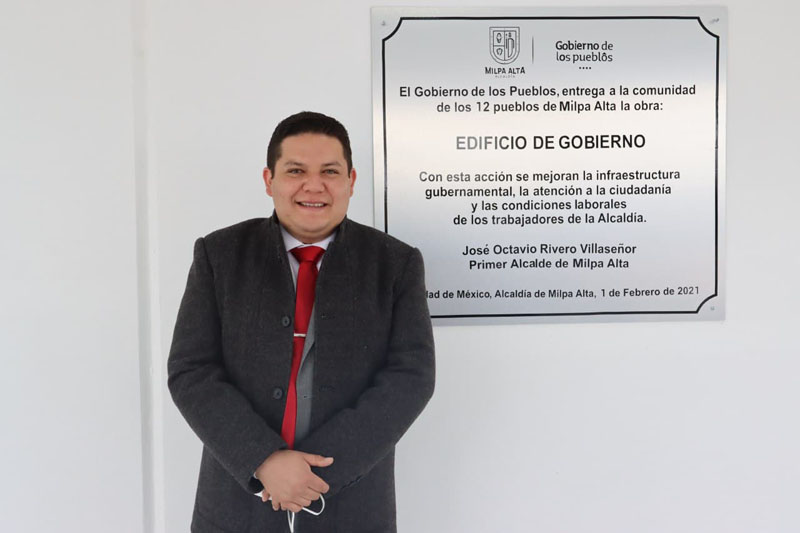 MILPA ALTA
ALCALDÍA
Gobierno de
los pueblos
El Gobierno de los Pueblos, entrega a la comunidad
de los 12 pueblos de Milpa Alta la obra:
EDIFICIO DE GOBIERNO
Con esta acción se mejoran la infraestructura
gubernamental, la atención a la ciudadanía
y las condiciones laborales
de los trabajadores de la Alcaldía.
José Octavio Rivero Villaseñor
Primer Alcalde de Milpa Alta
dad de México, Alcaldía de Milpa Alta, 1 de Febrero de 2021